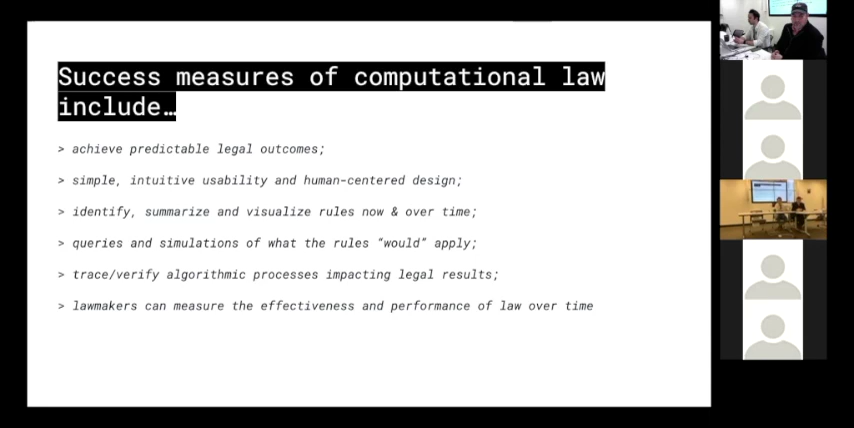 Success measures of computational law
include…
> achieve predictable legal outcomes;
> simple, intuitive usability and human-centered design;
> identify, summarize and visualize rules now & over time;
> queries and simulations of what the rules “would” apply;
> trace/verify algorithmic processes impacting legal results;
> lawmakers can measure the effectiveness and performance of law over time